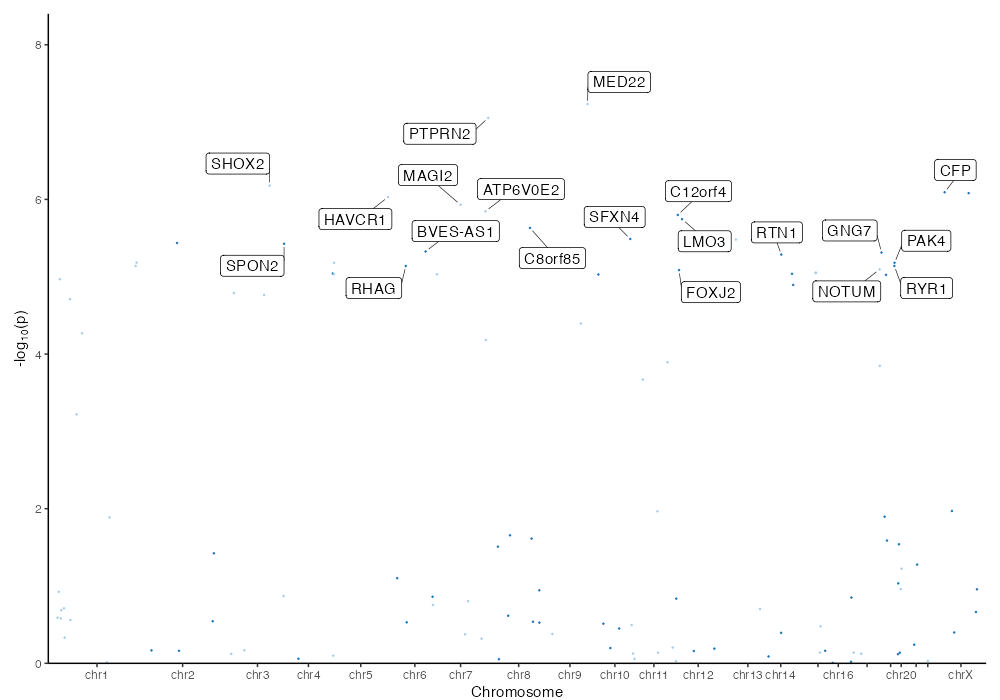 8
MED22
PTPRN2
SHOX2
CFP
MAGI2
ATP6V0E2
C12orf4
6
HAVCR1
SFXN4
BVES-AS1
RTN1
GNG7
LMO3
PAK4
SPON2
C8orf85
RHAG
FOXJ2
NOTUM
RYR1
-log10(p)
4
2
0
chr1 chr2 chr3 chr4 chr5 chr6 chr7 chr8 chr9 chr10 chr11 chr12 chr13 chr14 chr16 chr20 chrX
Chromosome